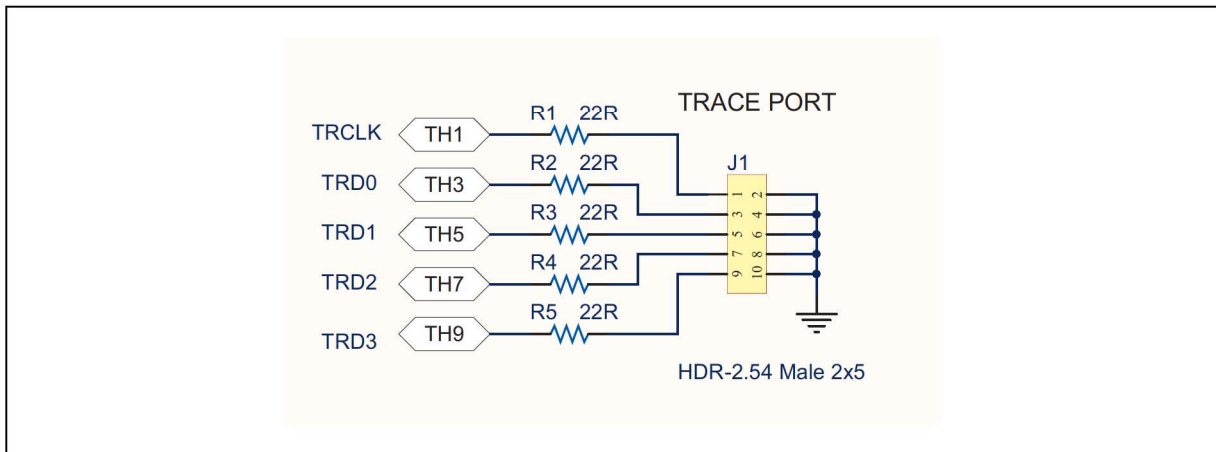 TRACE PORT
R1 22R
TRCLK TH1
J1
R2 22R
TRD0 TH3
1 2
R3 22R
3 4
TRD1 TH5
5 6
R4 22R
7 8
TRD2 TH7
9 10
R5 22R
TRD3 TH9
HDR-2.54 Male 2x5